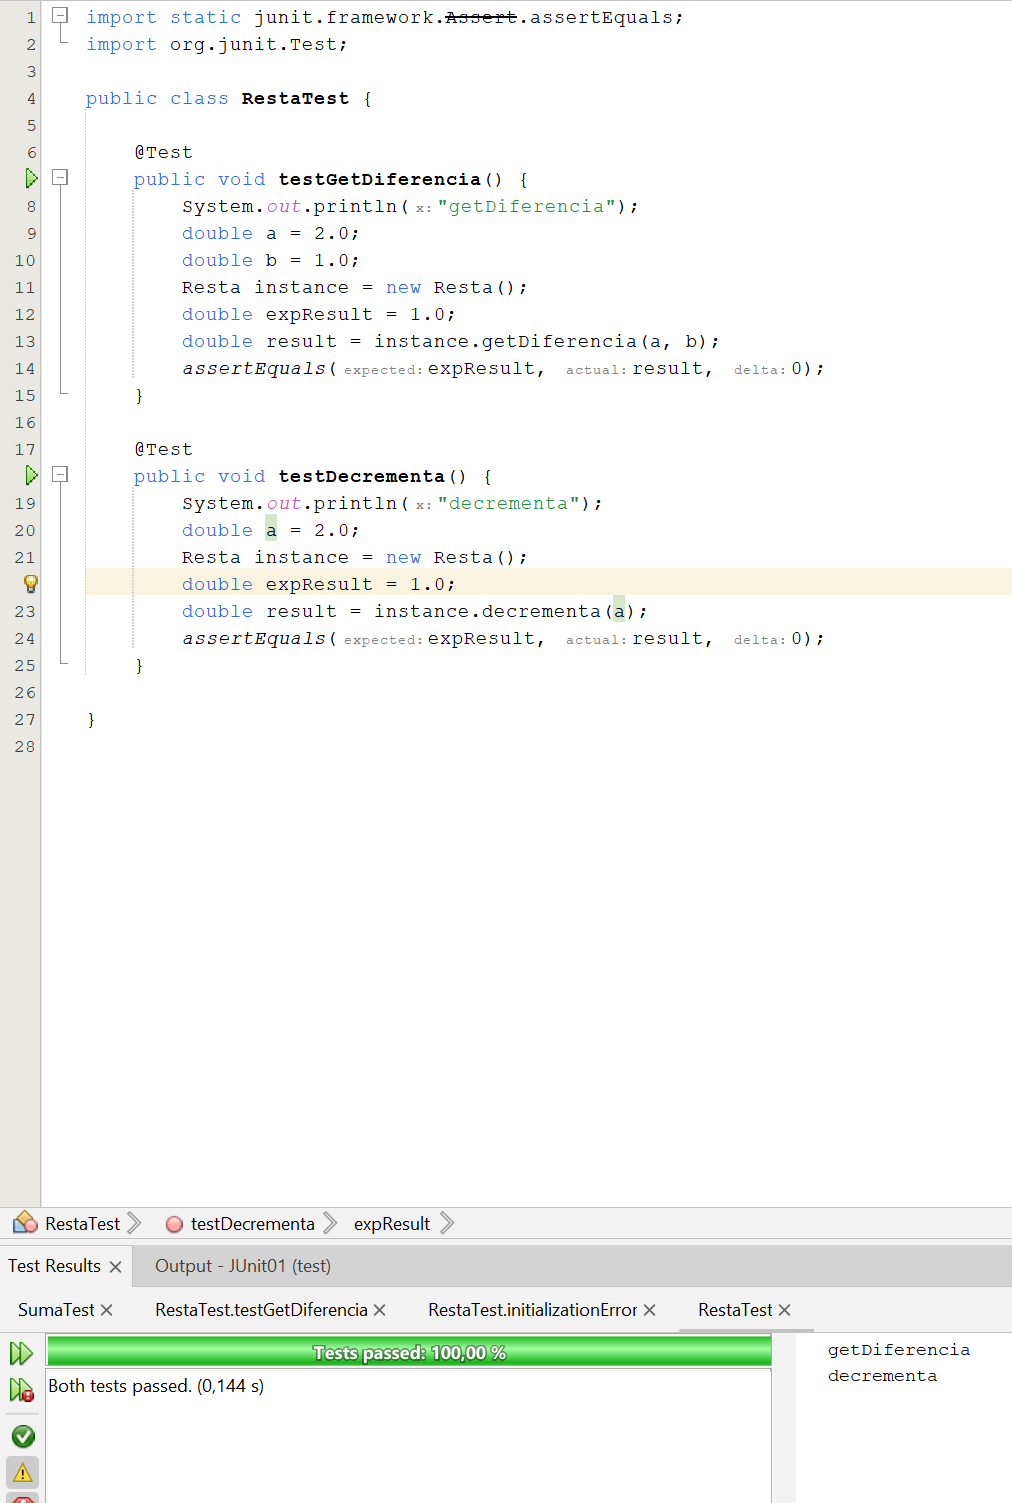 1 import static junit.framework.Assert.assertEquals;
2 import org.junit.Test;
3
4 public class RestaTest {
5
6 @Test
public void testGetDiferencia() {
8 System.out.println( x: "getDiferencia");
9 double a = 2.0;
10 double b = 1.0;
11 Resta instance = new Resta();
12 double expResult = 1.0;
13 double result = instance.getDiferencia(a, b);
14 assertEquals( expected: expResult, actual: result, delta: 0);
15 }
16
17 @Test
public void testDecrementa() {
19 System.out.println( x: "decrementa");
20 double a = 2.0;
21 Resta instance = new Resta();
double expResult = 1.0;
23 double result = instance.decrementa(a);
24 assertEquals( expected: expResult, actual: result, delta: 0);
25 }
26
27 }
28
RestaTest testDecrementa expResult
Test Results Output - JUnit01 (test)
SumaTest RestaTest.testGetDiferencia RestaTest.initializationError RestaTest
Tests passed: 100,00 %
Both tests passed. (0,144 s)
getDiferencia
decrementa